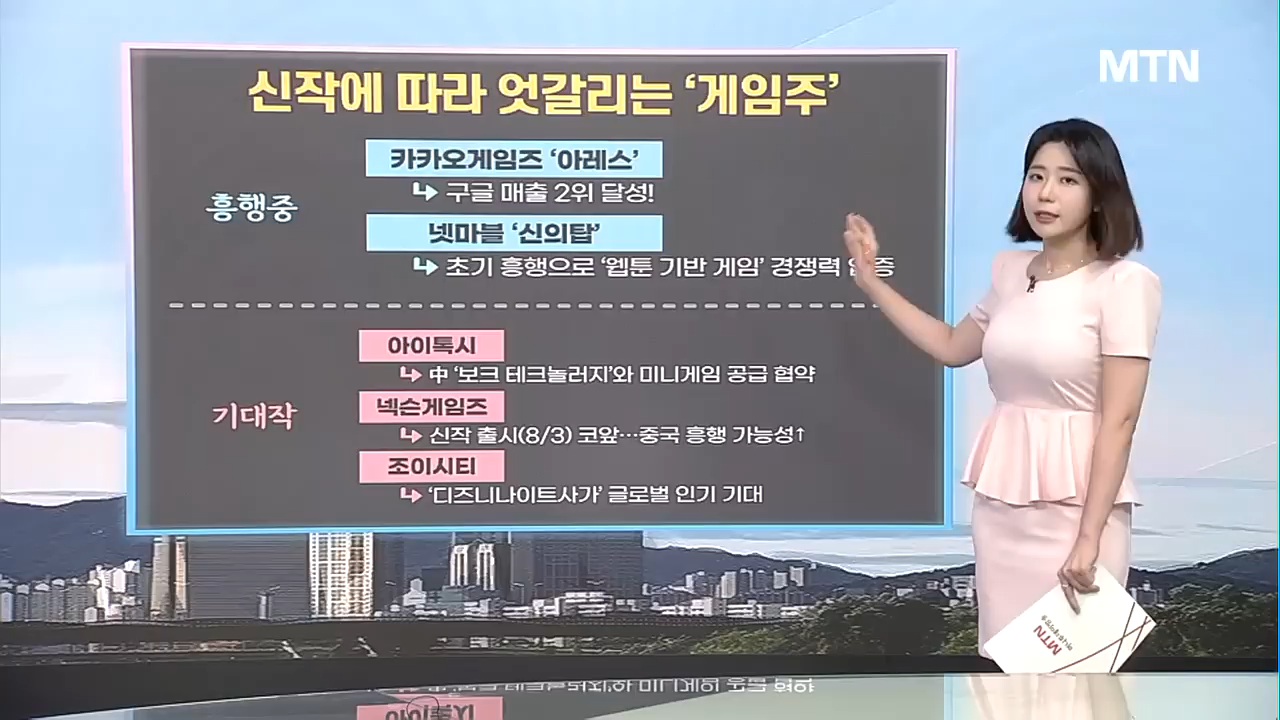 MTN
신작에 따라 엇갈리는 ‘게임주’
흥행중
카카오게임즈 ‘아레스’
↳ 구글 매출 2위 달성!
넷마블 ‘신의탑’
↳ 초기 흥행으로 ‘웹툰 기반 게임’ 경쟁력
기대작
아이톡시
↳ 中 ‘보크 테크놀러지’와 미니게임 공급 협약
넥슨게임즈
↳ 신작 출시(8/3) 코앞…중국 흥행 가능성↑
조이시티
↳ ‘디즈니나이트사가’ 글로벌 인기 기대
MTN